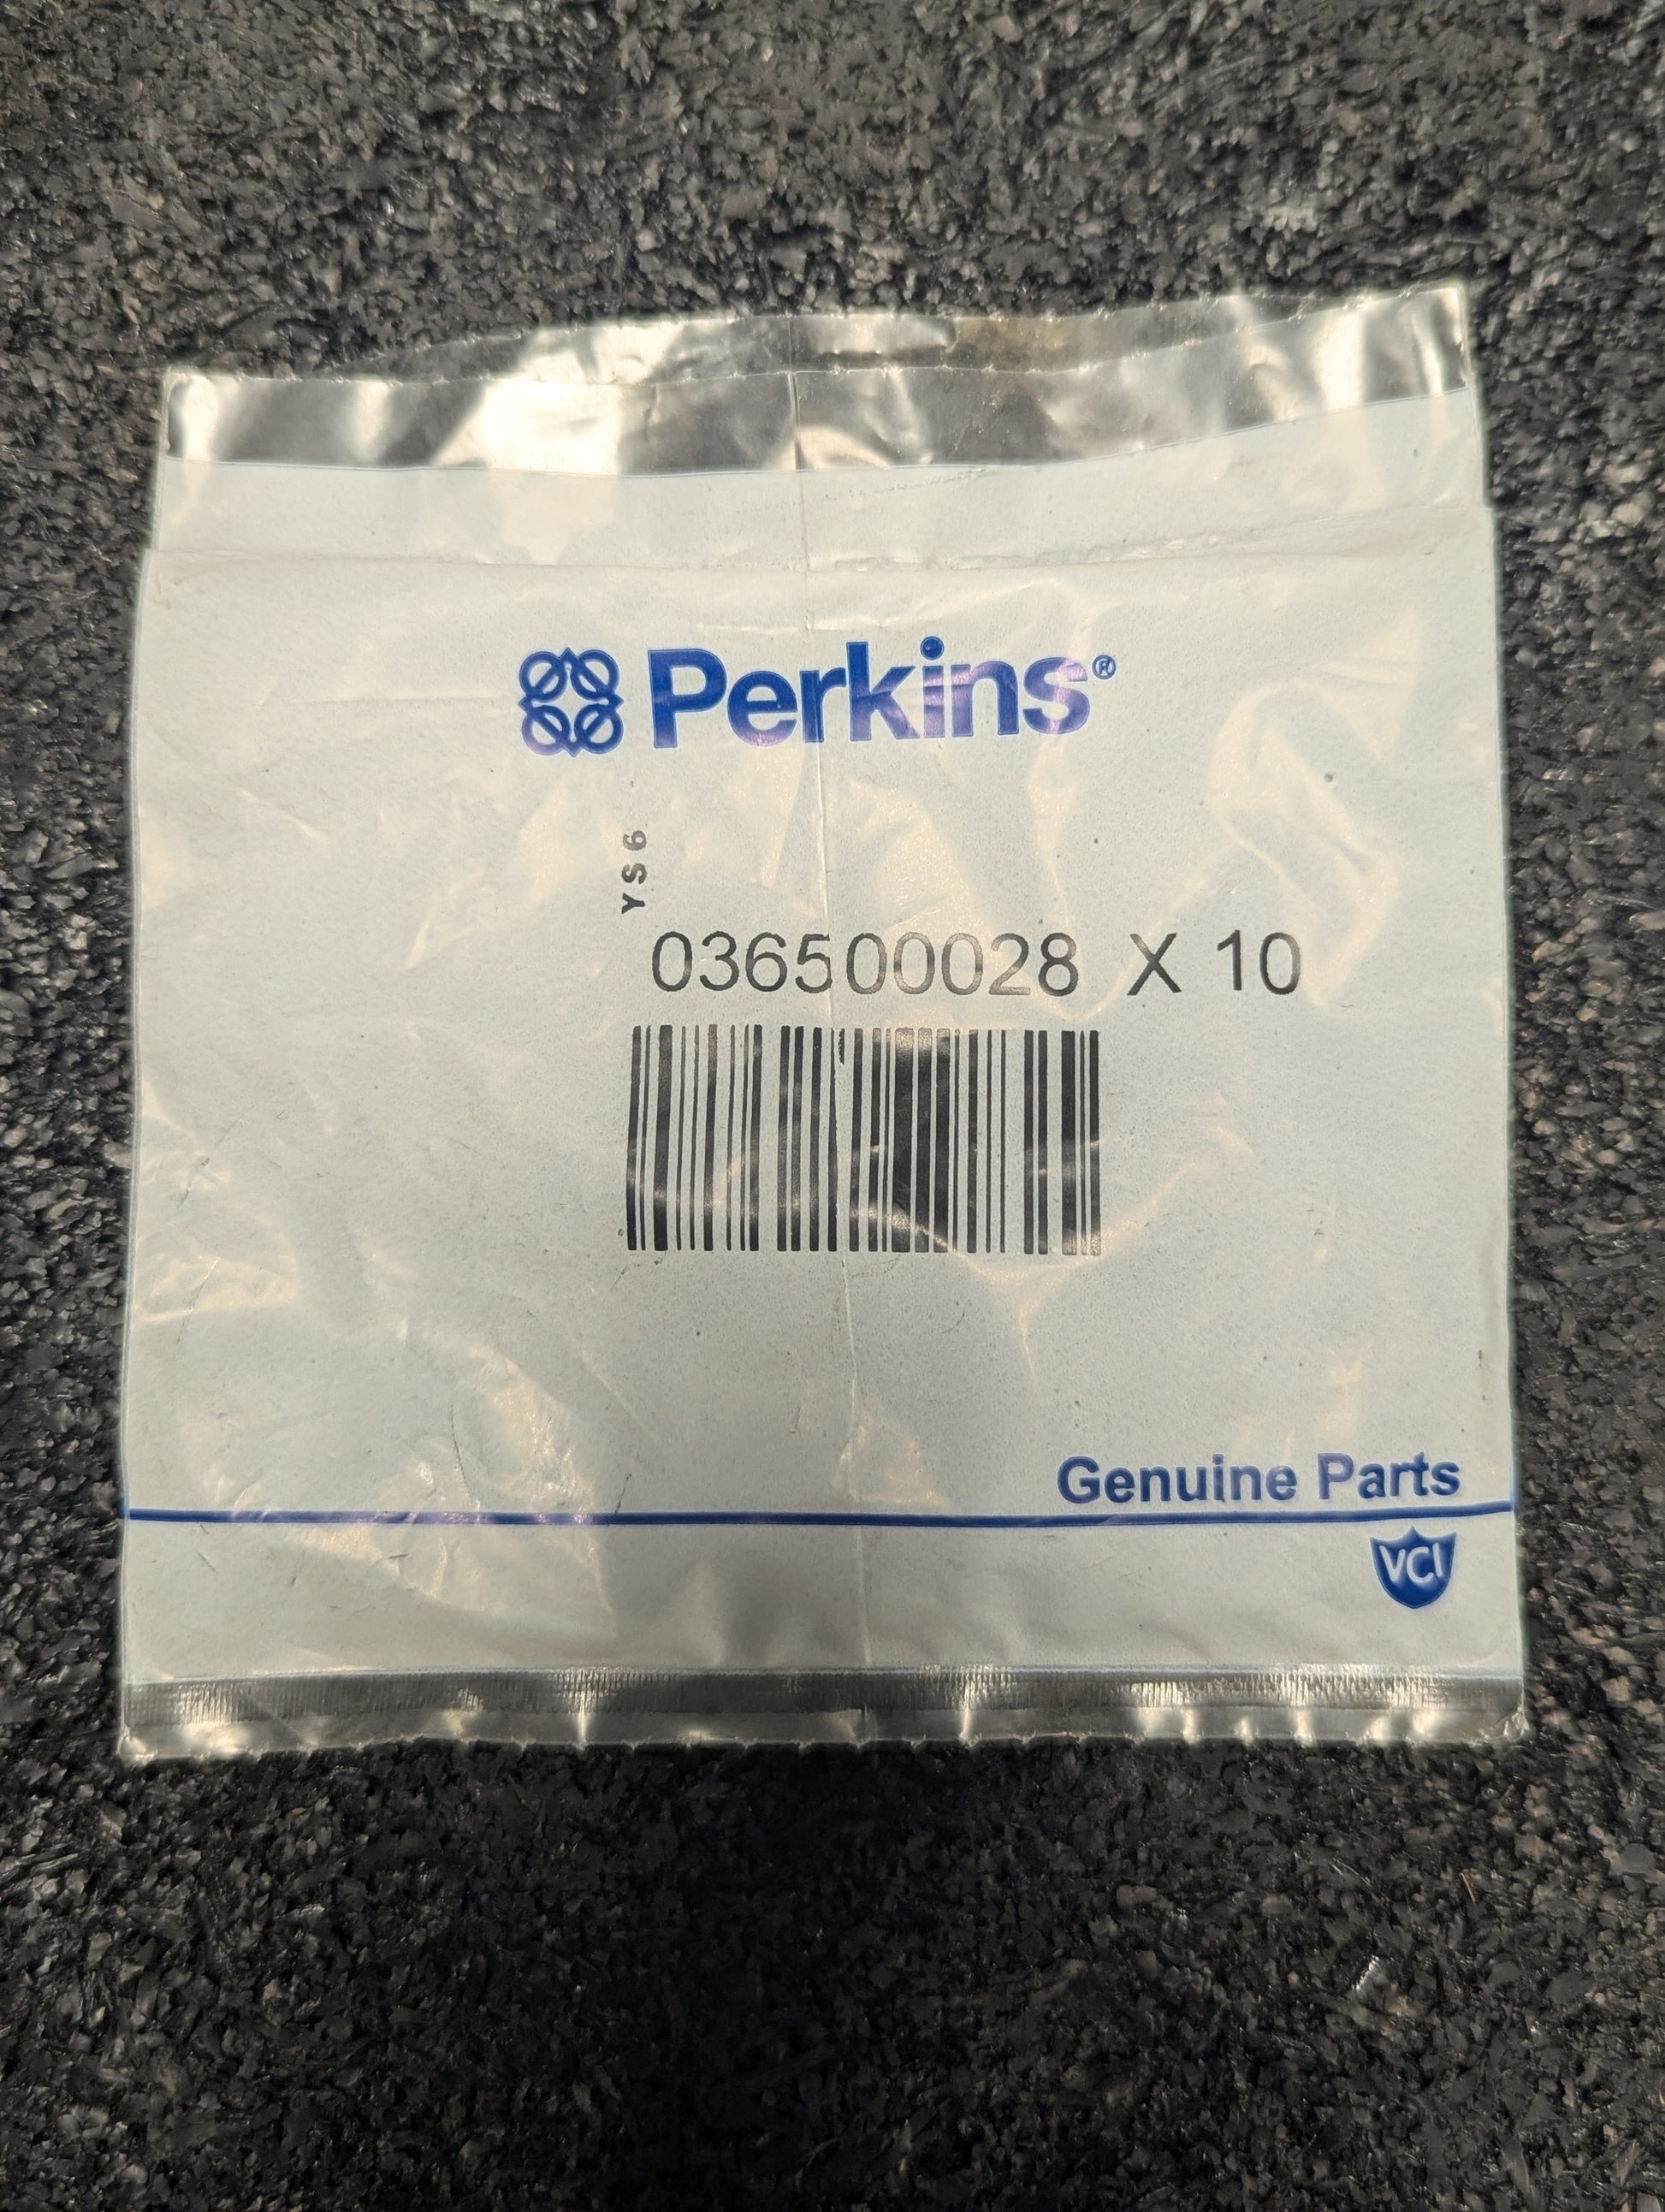 Perkins®
YS6
036500028 X 10
Genuine Parts
VCI